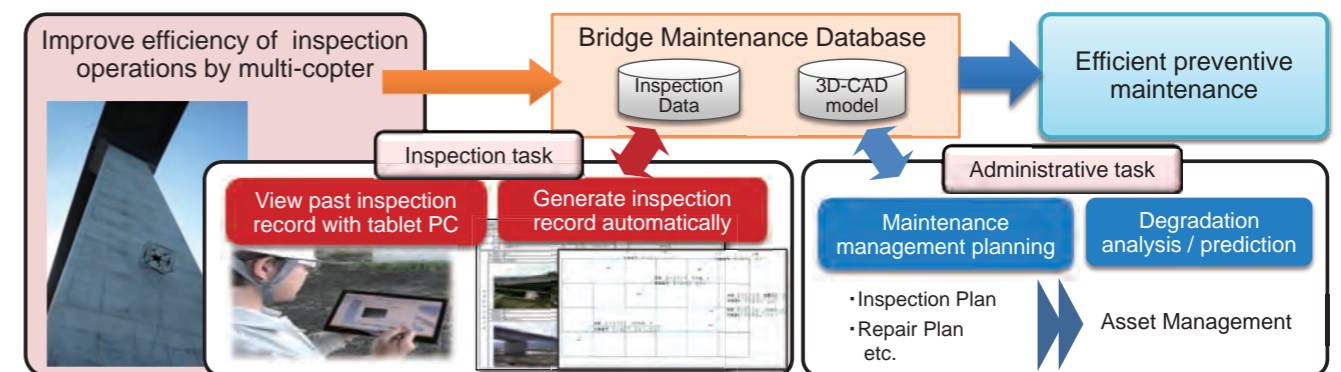 Improve efficiency of inspection
operations by multi-copter
Bridge Maintenance Database
Inspection
Data
3D-CAD
model
Efficient preventive
maintenance
Inspection task
View past inspection
record with tablet PC
Generate inspection
record automatically
Administrative task
Maintenance
management planning
Degradation
analysis / prediction
・Inspection Plan
・Repair Plan
etc.
Asset Management